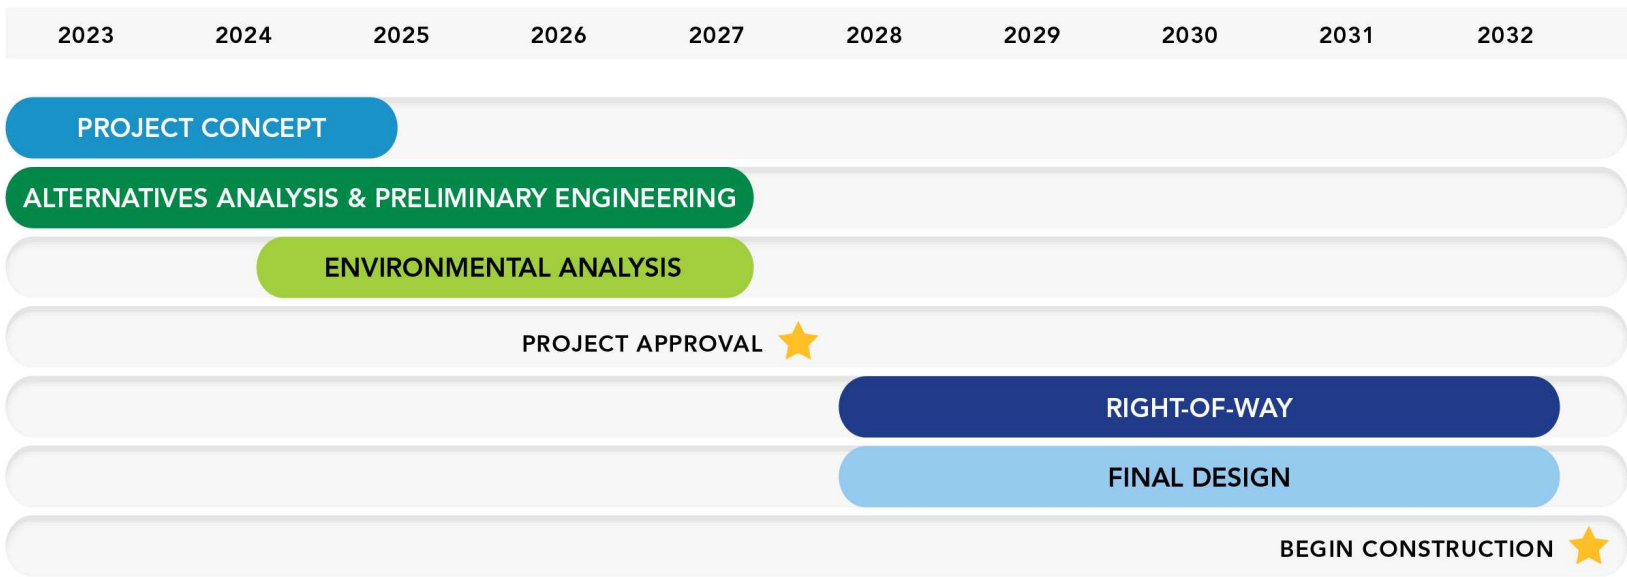 2023 2024 2025 2026 2027 2028 2029 2030 2031 2032
PROJECT CONCEPT
ALTERNATIVES ANALYSIS & PRELIMINARY ENGINEERING
ENVIRONMENTAL ANALYSIS
PROJECT APPROVAL
RIGHT-OF-WAY
FINAL DESIGN
BEGIN CONSTRUCTION